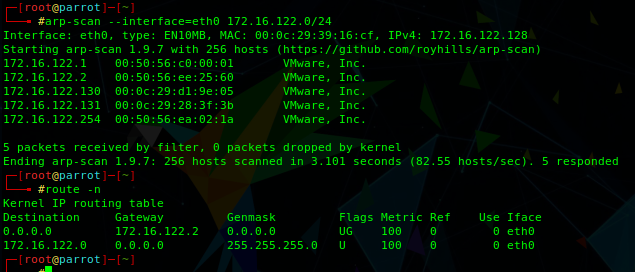 ┌─[root@parrot]─[~]
└──╼ #arp-scan --interface=eth0 172.16.122.0/24
Interface: eth0, type: EN10MB, MAC: 00:0c:29:39:16:cf, IPv4: 172.16.122.128
Starting arp-scan 1.9.7 with 256 hosts (https://github.com/royhills/arp-scan)
172.16.122.1    00:50:56:c0:00:01       VMware, Inc.
172.16.122.2    00:50:56:ee:25:60       VMware, Inc.
172.16.122.130  00:0c:29:d1:9e:05       VMware, Inc.
172.16.122.131  00:0c:29:28:3f:3b       VMware, Inc.
172.16.122.254  00:50:56:ea:02:1a       VMware, Inc.
5 packets received by filter, 0 packets dropped by kernel
Ending arp-scan 1.9.7: 256 hosts scanned in 3.101 seconds (82.55 hosts/sec). 5 responded
┌─[root@parrot]─[~]
└──╼ #route -n
Kernel IP routing table
Destination     Gateway         Genmask         Flags Metric Ref    Use Iface
0.0.0.0         172.16.122.2    0.0.0.0         UG    100    0        0 eth0
172.16.122.0    0.0.0.0         255.255.255.0   U     100    0        0 eth0
┌─[root@parrot]─[~]
└──╼ #